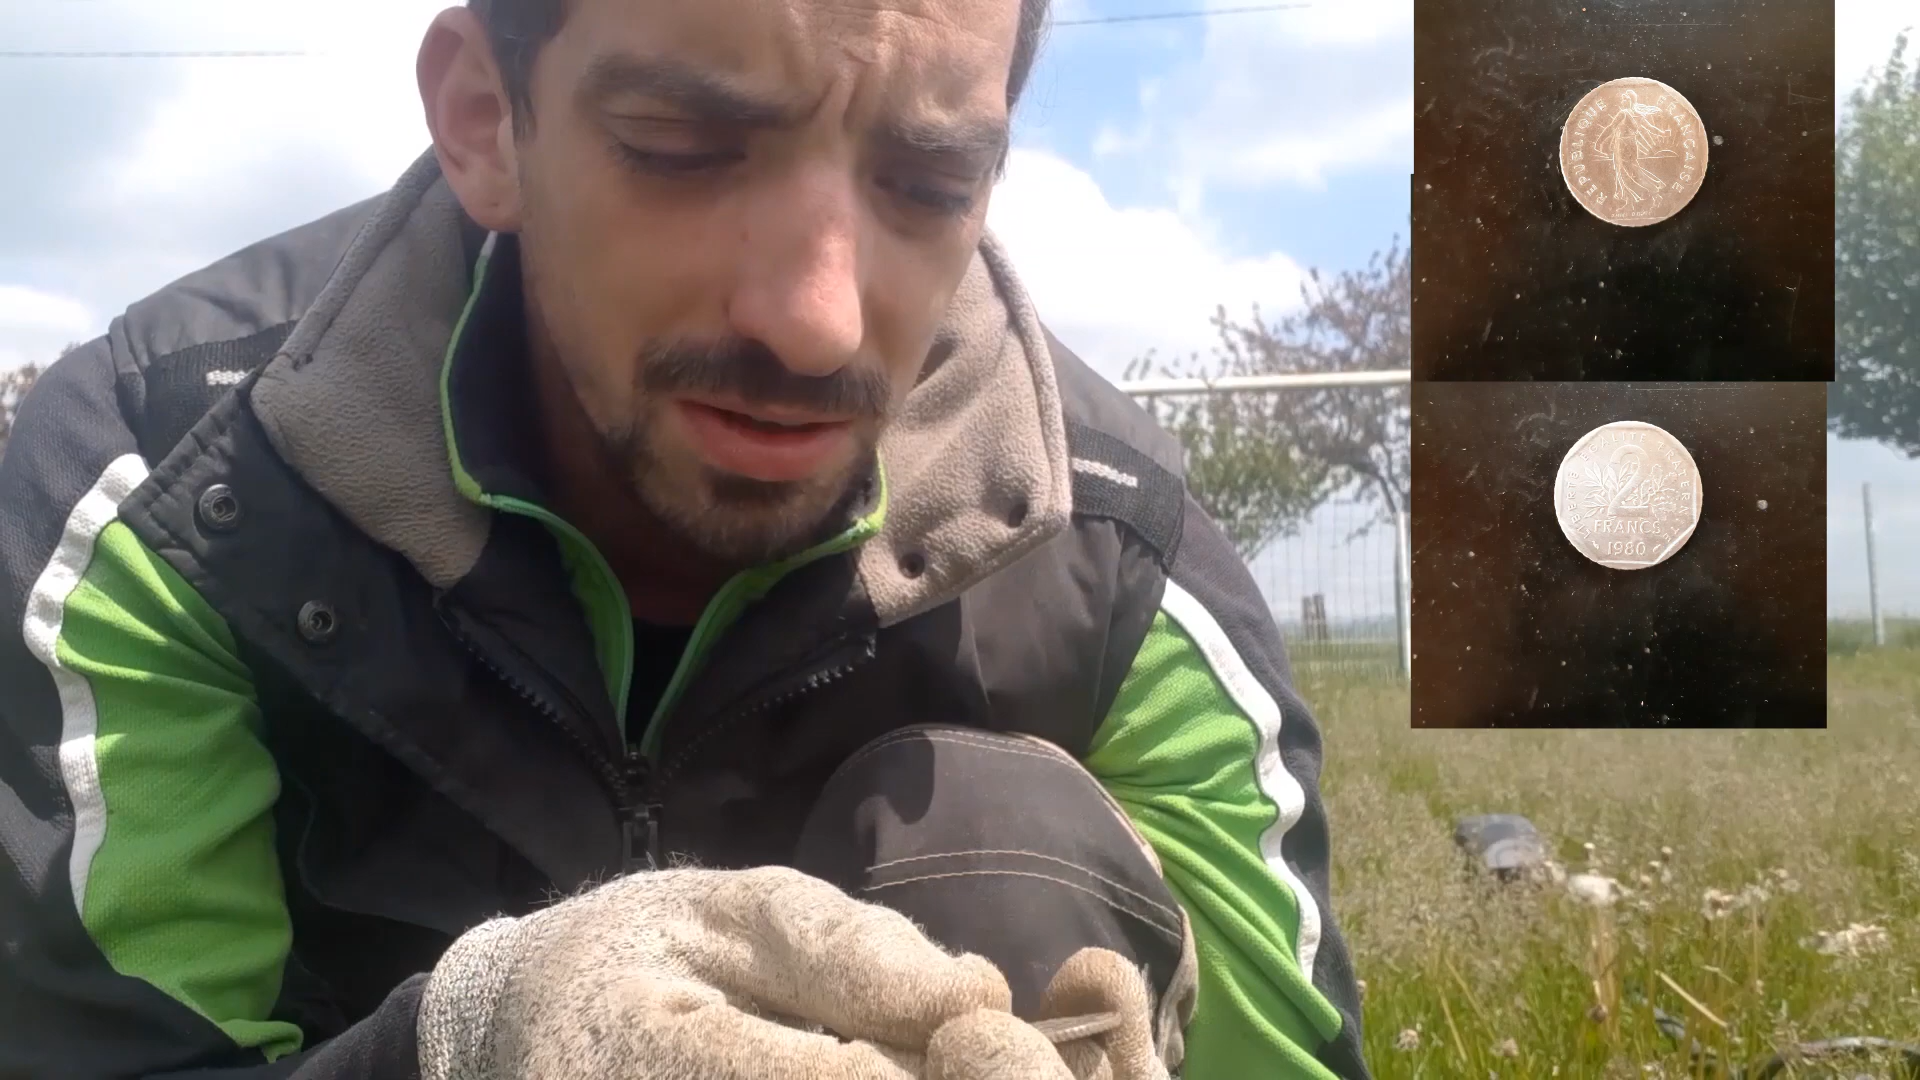 REPUBLIQUE FRANÇAISE
LIBERTE EGALITE FRATERNITE
2
FRANCS
1980